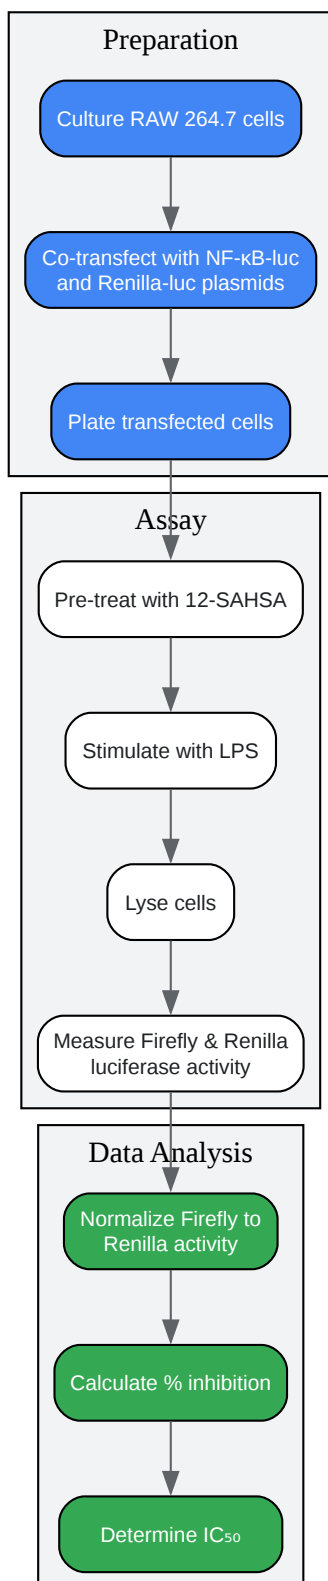 Preparation
Culture RAW 264.7 cells
Co-transfect with NF-κB-luc
and Renilla-luc plasmids
Plate transfected cells
Assay
Pre-treat with 12-SAHSA
Stimulate with LPS
Lyse cells
Measure Firefly & Renilla
luciferase activity
Data Analysis
Normalize Firefly to
Renilla activity
Calculate % inhibition
Determine IC₅₀